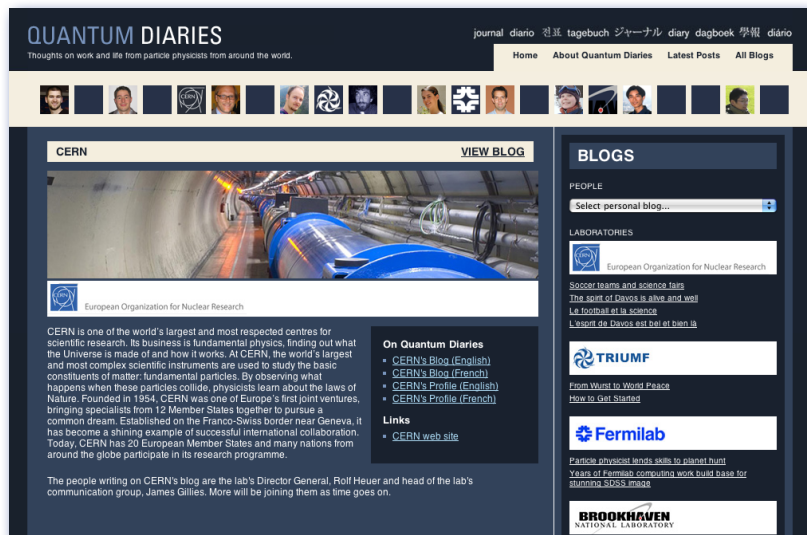 QUANTUM DIARIES
Thoughts on work and life from particle physicists from around the world.
journal diario 전표 tagebuch ジャーナル diary dagboek 學報 diário
Home About Quantum Diaries Latest Posts All Blogs
CERN VIEW BLOG
CERN European Organization for Nuclear Research
CERN is one of the world's largest and most respected centres for
scientific research. Its business is fundamental physics, finding out what
the Universe is made of and how it works. At CERN, the world's largest
and most complex scientific instruments are used to study the basic
constituents of matter: fundamental particles. By observing what
happens when these particles collide, physicists learn about the laws of
Nature. Founded in 1954, CERN was one of Europe's first joint ventures,
bringing specialists from 12 Member States together to pursue a
common dream. Established on the Franco-Swiss border near Geneva, it
has become a shining example of successful international collaboration.
Today, CERN has 20 European Member States and many nations from
around the globe participate in its research programme.
The people writing on CERN's blog are the lab's Director General, Rolf Heuer and head of the lab's
communication group, James Gillies. More will be joining them as time goes on.
On Quantum Diaries
CERN's Blog (English)
CERN's Blog (French)
CERN's Profile (English)
CERN's Profile (French)
Links
CERN web site
BLOGS
PEOPLE
Select personal blog...
LABORATORIES
CERN European Organization for Nuclear Research
Soccer teams and science fairs
The spirit of Davos is alive and well
Le football et la science
L'esprit de Davos est bel et bien là
TRIUMF
From Wurst to World Peace
How to Get Started
Fermilab
Particle physicist lends skills to planet hunt
Years of Fermilab computing work build base for
stunning SDSS image
BROOKHAVEN
NATIONAL LABORATORY